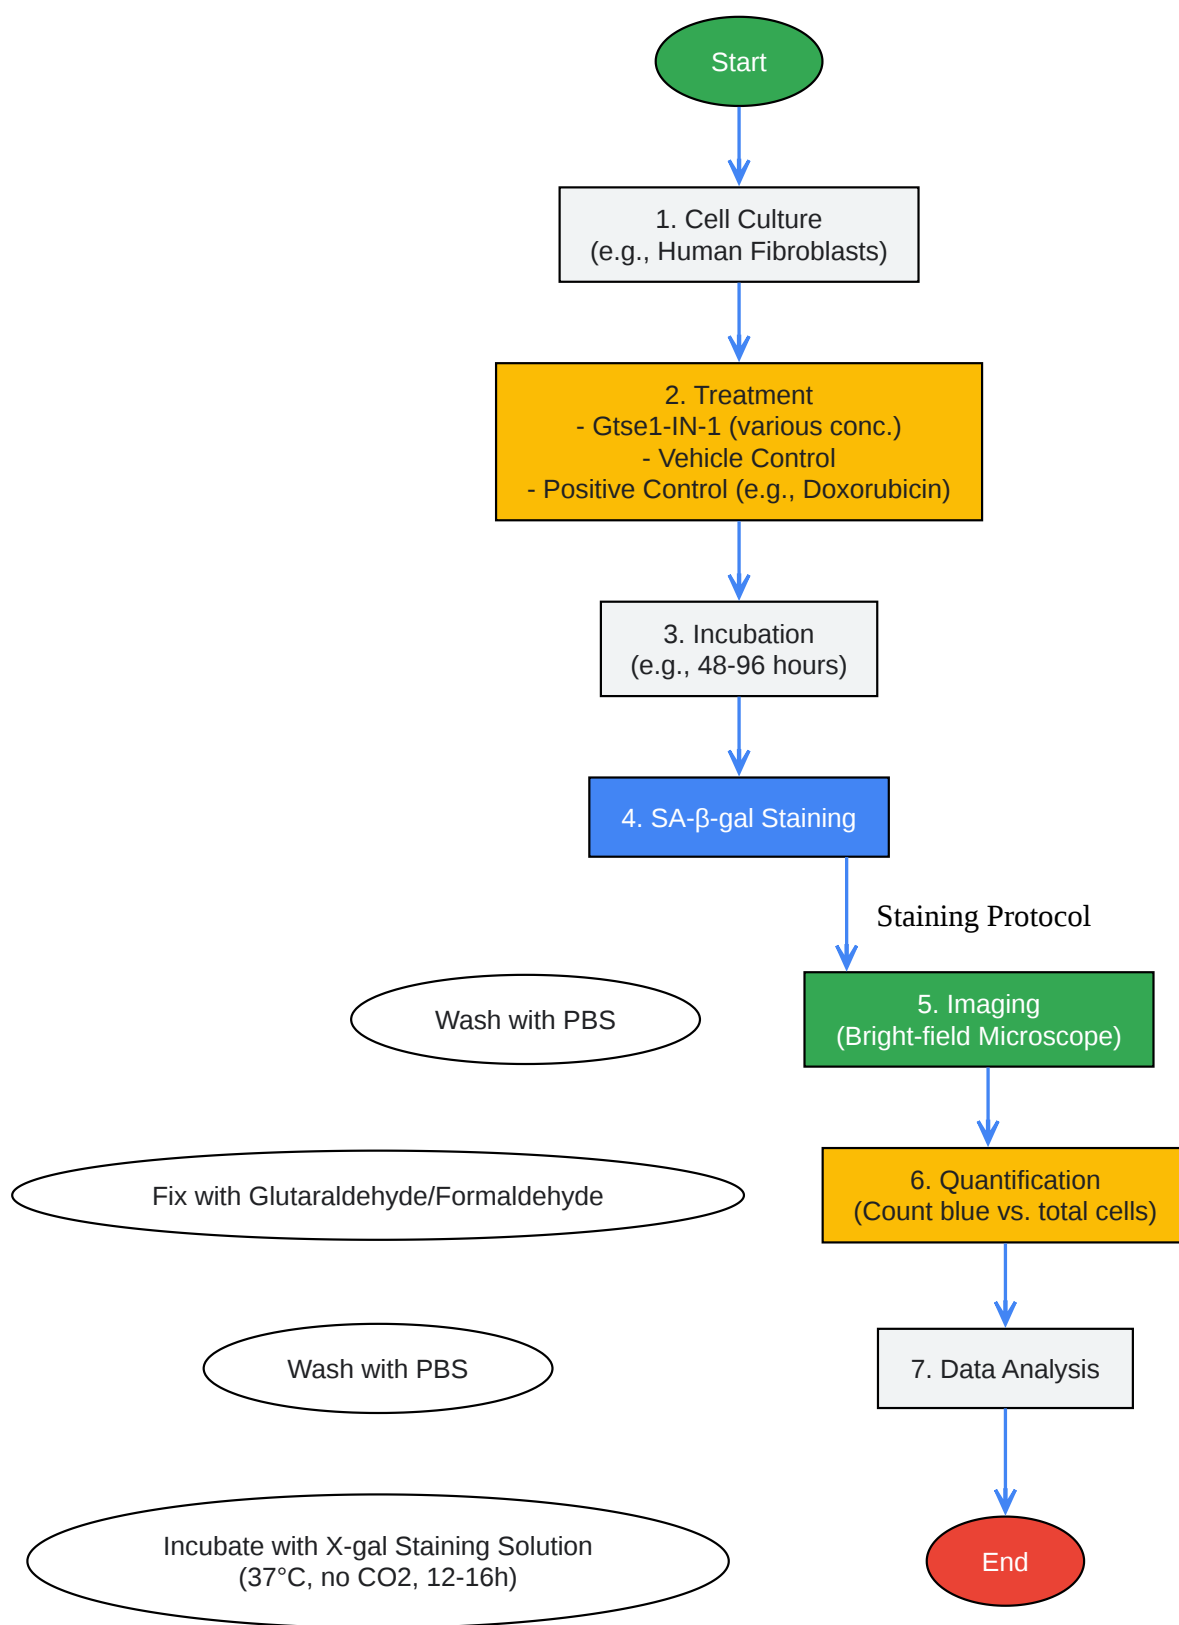 Start
1. Cell Culture
(e.g., Human Fibroblasts)
2. Treatment
- Gtse1-IN-1 (various conc.)
- Vehicle Control
- Positive Control (e.g., Doxorubicin)
3. Incubation
(e.g., 48-96 hours)
4. SA-β-gal Staining
Staining Protocol
5. Imaging
(Bright-field Microscope)
Wash with PBS
6. Quantification
(Count blue vs. total cells)
Fix with Glutaraldehyde/Formaldehyde
7. Data Analysis
Wash with PBS
Incubate with X-gal Staining Solution
(37°C, no CO2, 12-16h)
End